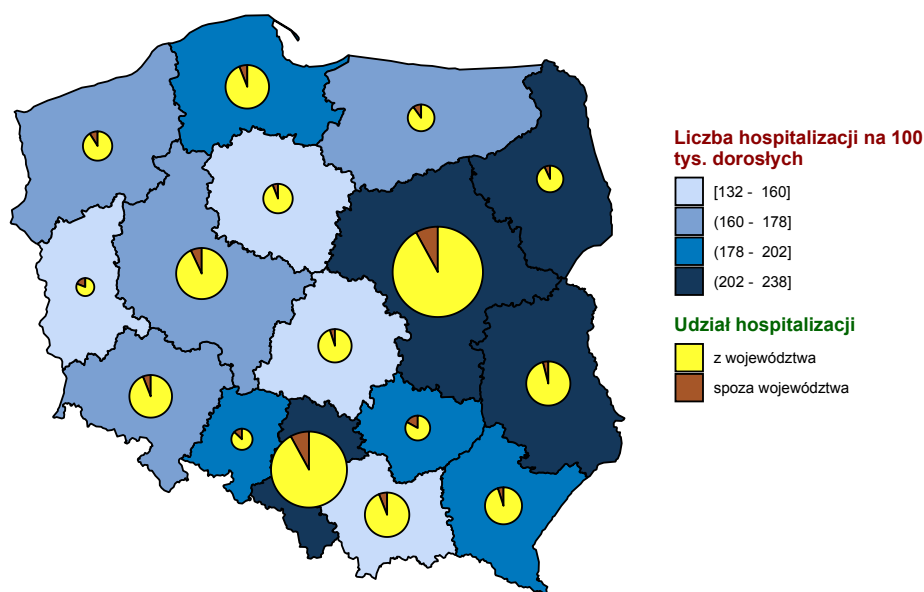 Liczba hospitalizacji na 100
tys. dorosłych
[132 - 160]
(160 - 178]
(178 - 202]
(202 - 238]
Udział hospitalizacji
z województwa
spoza województwa